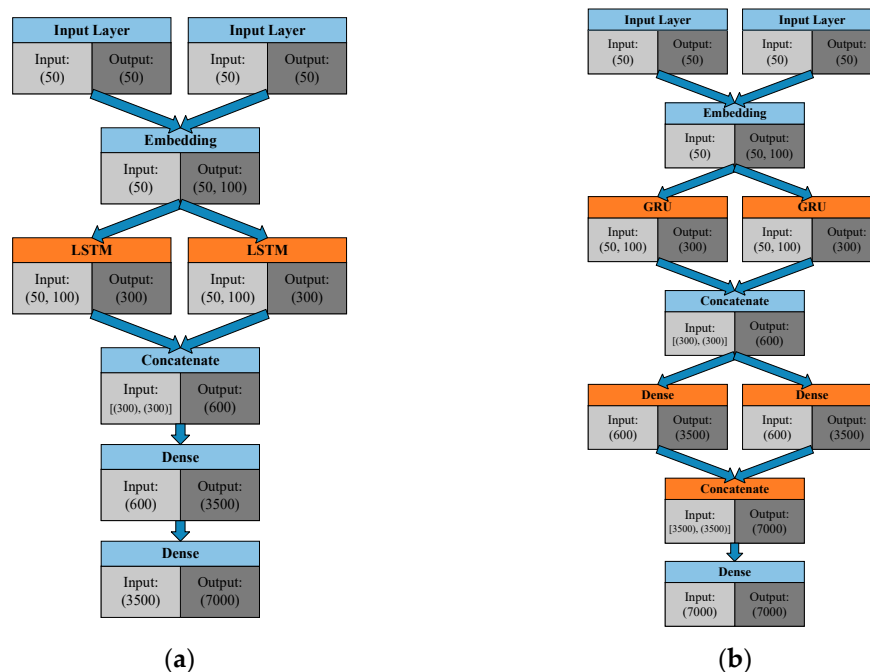 Input Layer
Input Layer
Input:
(50)
Output:
(50)
Input:
(50)
Output:
(50)
Embedding
Input:
(50)
Output:
(50, 100)
LSTM
LSTM
Input:
(50, 100)
Output:
(300)
Input:
(50, 100)
Output:
(300)
Concatenate
Input:
[(300), (300)]
Output:
(600)
Dense
Input:
(600)
Output:
(3500)
Dense
Input:
(3500)
Output:
(7000)
(a)
Input Layer
Input Layer
Input:
(50)
Output:
(50)
Input:
(50)
Output:
(50)
Embedding
Input:
(50)
Output:
(50, 100)
GRU
GRU
Input:
(50, 100)
Output:
(300)
Input:
(50, 100)
Output:
(300)
Concatenate
Input:
[(300), (300)]
Output:
(600)
Dense
Dense
Input:
(600)
Output:
(3500)
Input:
(600)
Output:
(3500)
Concatenate
Input:
[3500), (3500)]
Output:
(7000)
Dense
Input:
(7000)
Output:
(7000)
(b)